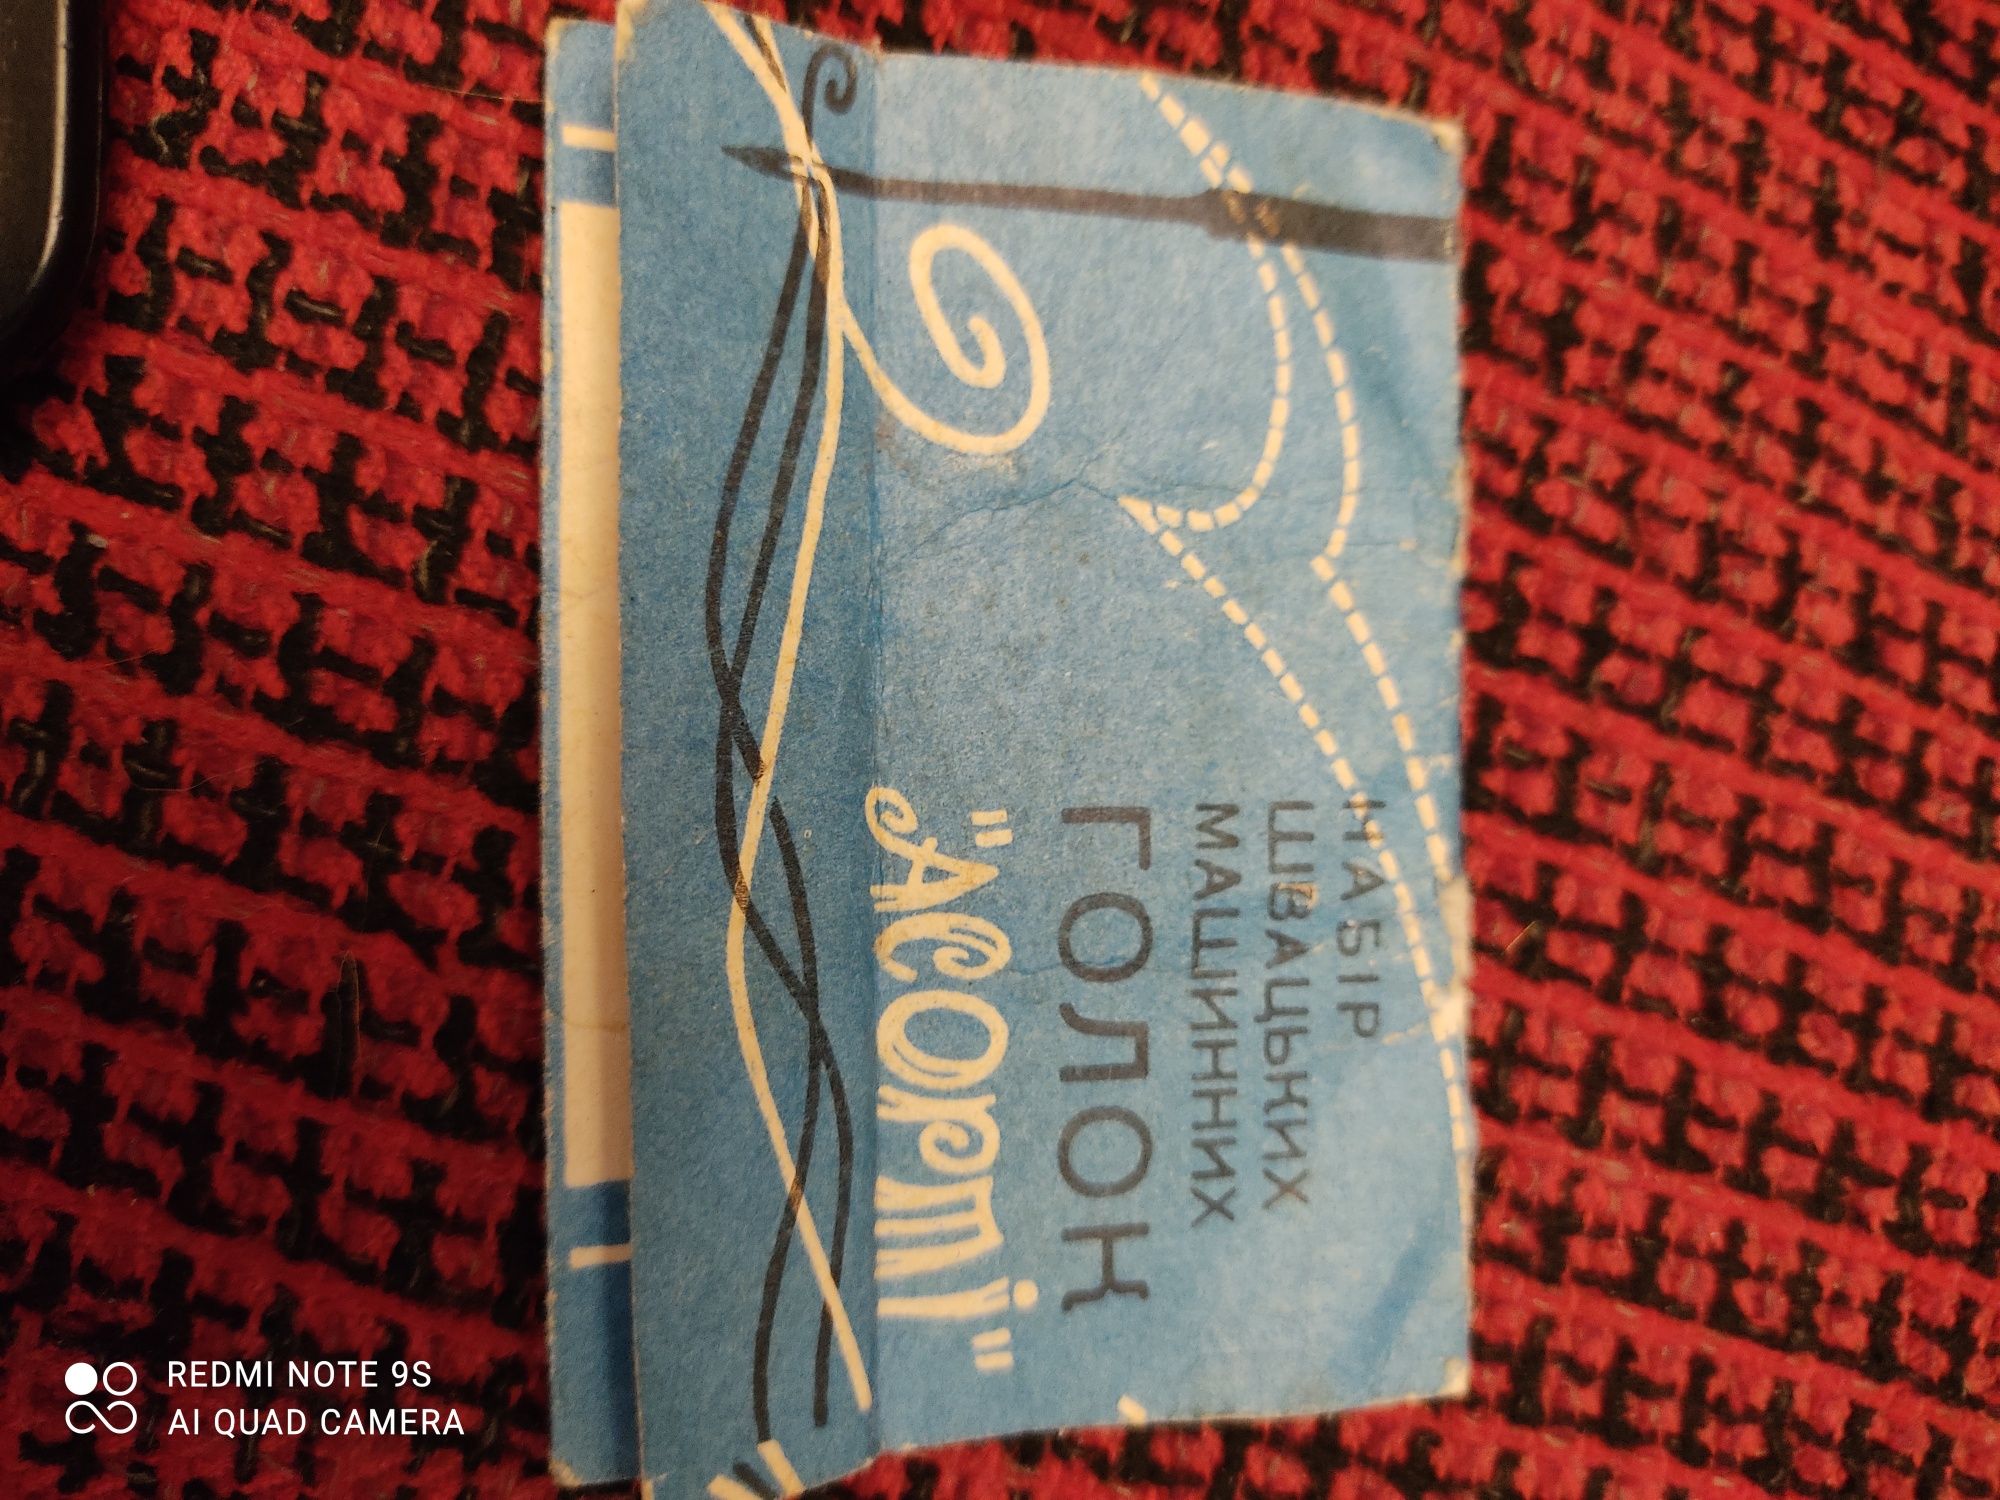 НАБІР
ШВАЦЬКИХ
МАШИННИХ
ГОЛОК
"Асорті"
REDMI NOTE 9S
AI QUAD CAMERA